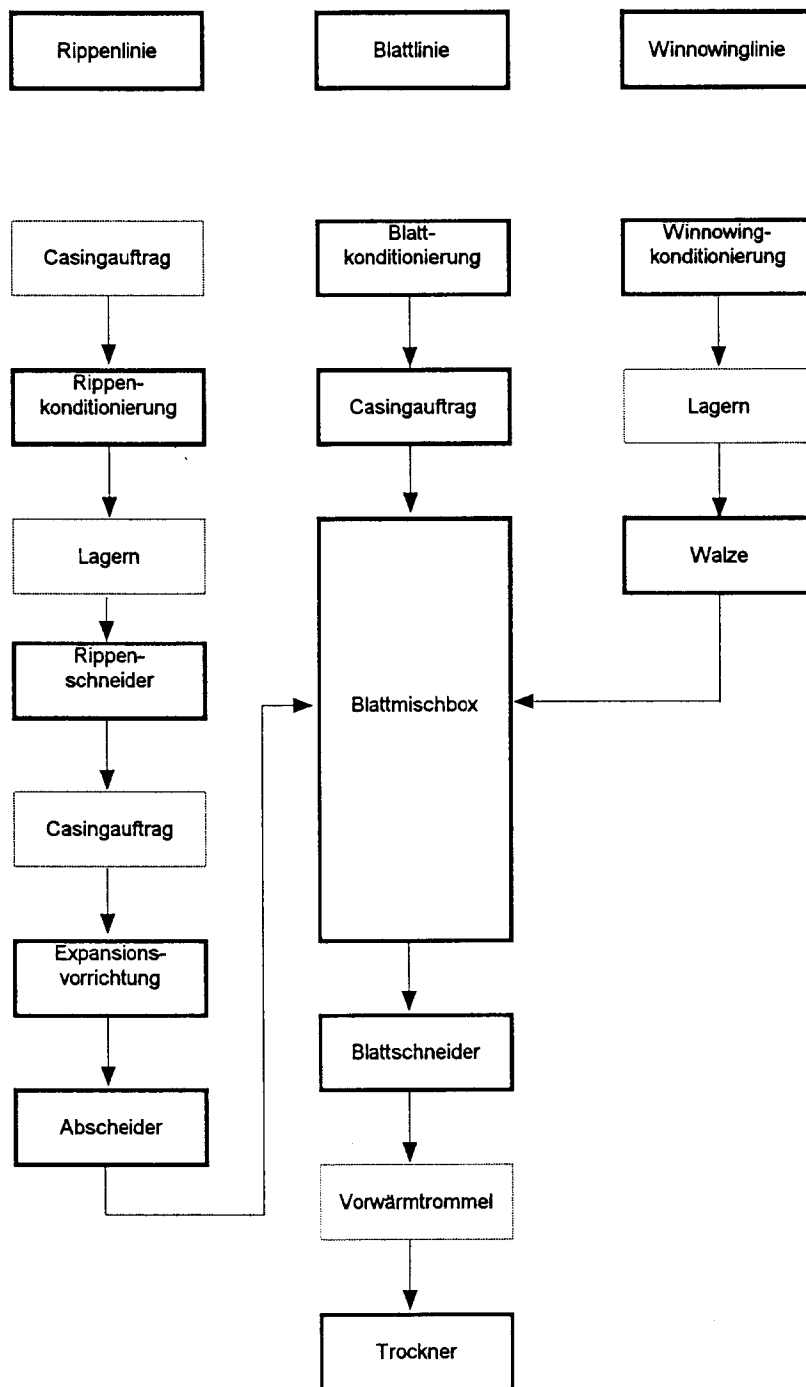 Rippenlinie
Blattlinie
Winnowinglinie
Casingauftrag
Blatt-
konditionierung
Winnowing-
konditionierung
Rippen-
konditionierung
Casingauftrag
Lagern
Lagern
Walze
Rippen-
schneider
Blattmischbox
Casingauftrag
Expansions-
vorrichtung
Blattschneider
Abscheider
Vorwärmtrommel
Trockner